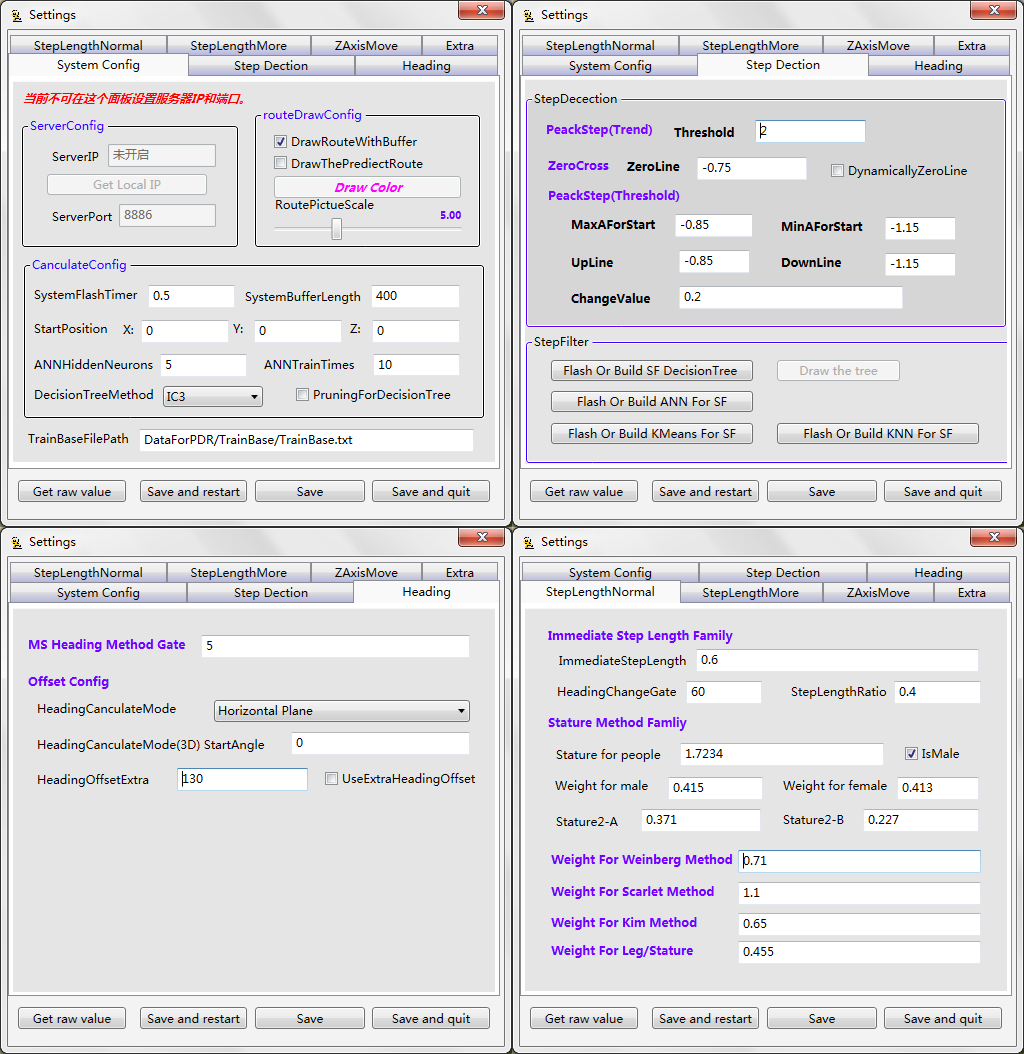 Settings
StepLengthNormal StepLengthMore ZAxisMove Extra
System Config Step Dection Heading
当前不可在这个面板设置服务器IP和端口。
ServerConfig
ServerIP 未开启
Get Local IP
ServerPort 8886
routeDrawConfig
DrawRouteWithBuffer
DrawThePrediectRoute
Draw Color
RoutePictueScale
5.00
CanculateConfig
SystemFlashTimer 0.5 SystemBufferLength 400
StartPosition X: 0 Y: 0 Z: 0
ANNHiddenNeurons 5 ANNTrainTimes 10
DecisionTreeMethod IC3 PruningForDecisionTree
TrainBaseFilePath DataForPDR/TrainBase/TrainBase.txt
Get raw value Save and restart Save Save and quit
Settings
StepLengthNormal StepLengthMore ZAxisMove Extra
System Config Step Dection Heading
StepDecection
PeackStep(Trend) Threshold 2
ZeroCross ZeroLine -0.75 DynamicallyZeroLine
PeackStep(Threshold)
MaxAForStart -0.85 MinAForStart -1.15
UpLine -0.85 DownLine -1.15
ChangeValue 0.2
StepFilter
Flash Or Build SF DecisionTree Draw the tree
Flash Or Build ANN For SF
Flash Or Build KMeans For SF Flash Or Build KNN For SF
Get raw value Save and restart Save Save and quit
Settings
StepLengthNormal StepLengthMore ZAxisMove Extra
System Config Step Dection Heading
MS Heading Method Gate 5
Offset Config
HeadingCanculateMode Horizontal Plane
HeadingCanculateMode(3D) StartAngle 0
HeadingOffsetExtra 130 UseExtraHeadingOffset
Get raw value Save and restart Save Save and quit
Settings
System Config Step Dection Heading
StepLengthNormal StepLengthMore ZAxisMove Extra
Immediate Step Length Family
ImmediateStepLength 0.6
HeadingChangeGate 60 StepLengthRatio 0.4
Stature Method Famliy
Stature for people 1.7234 IsMale
Weight for male 0.415 Weight for female 0.413
Stature2-A 0.371 Stature2-B 0.227
Weight For Weinberg Method 0.71
Weight For Scarlet Method 1.1
Weight For Kim Method 0.65
Weight For Leg/Stature 0.455
Get raw value Save and restart Save Save and quit